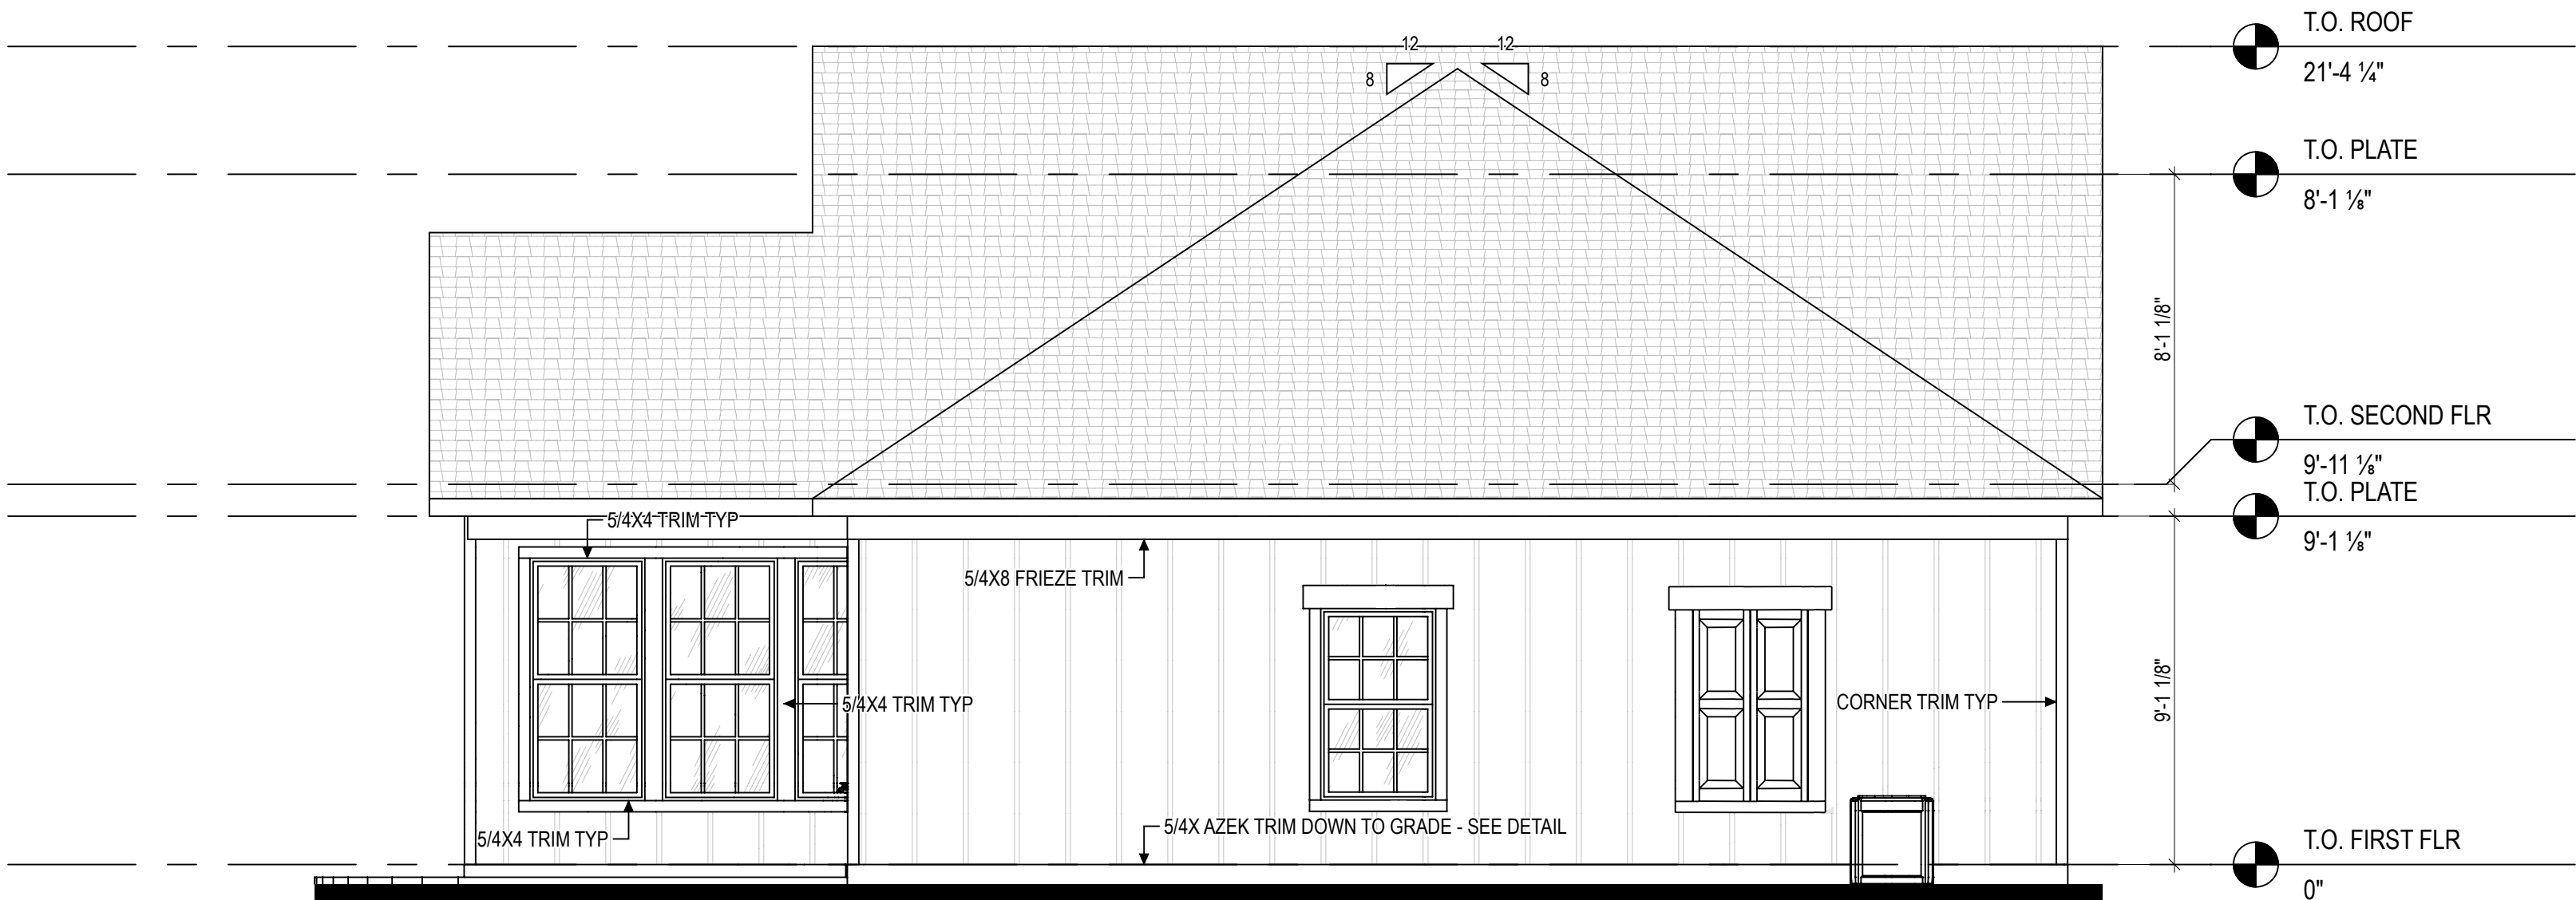 T.O. ROOF
21'-4 ¼"
12 12
8 8
T.O. PLATE
8'-1 ⅛"
8'-1 1/8"
T.O. SECOND FLR
9'-11 ⅛"
T.O. PLATE
9'-1 ⅛"
5/4X4 TRIM TYP
5/4X8 FRIEZE TRIM
5/4X4 TRIM TYP
CORNER TRIM TYP
9'-1 1/8"
5/4X4 TRIM TYP
5/4X AZEK TRIM DOWN TO GRADE - SEE DETAIL
T.O. FIRST FLR
0"